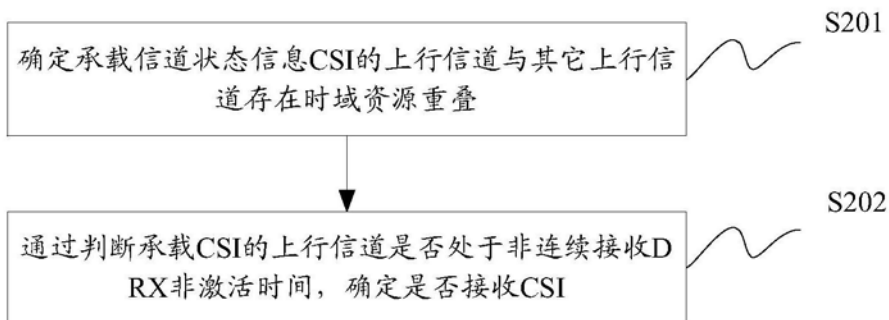 S201
确定承载信道状态信息CSI的上行信道与其它上行信
道存在时域资源重叠
S202
通过判断承载CSI的上行信道是否处于非连续接收D
RX非激活时间，确定是否接收CSI